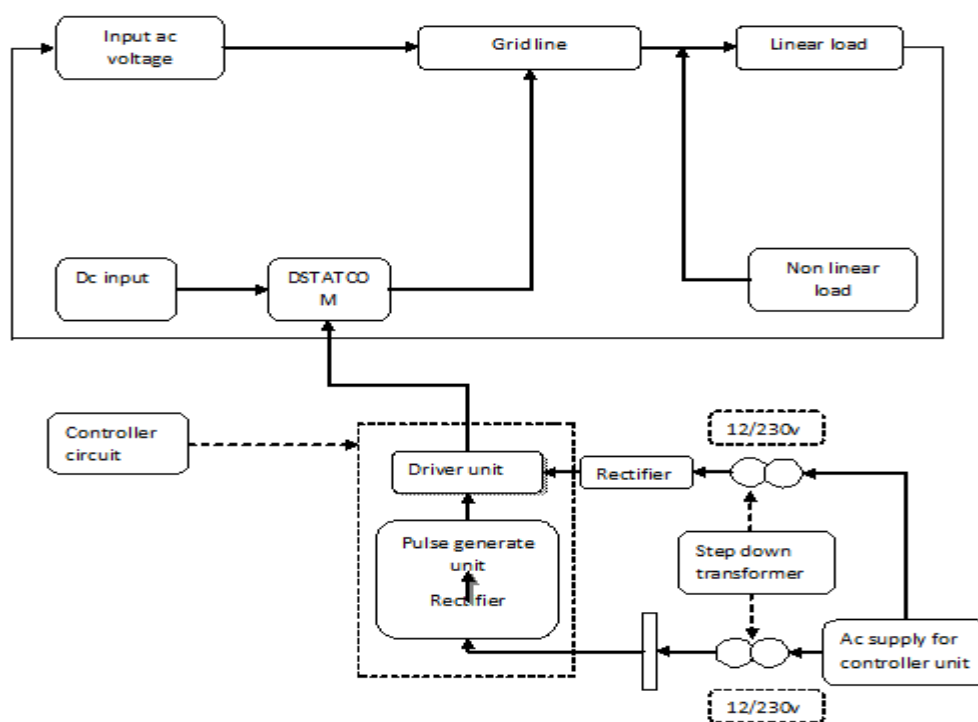 Input ac
voltage
Grid line
Linear load
Dc input
DSTATCO
M
Non linear
load
Controller
circuit
12/230v
Driver unit
Rectifier
Pulse generate
unit
Rectifier
Step down
transformer
Ac supply for
controller unit
12/230v